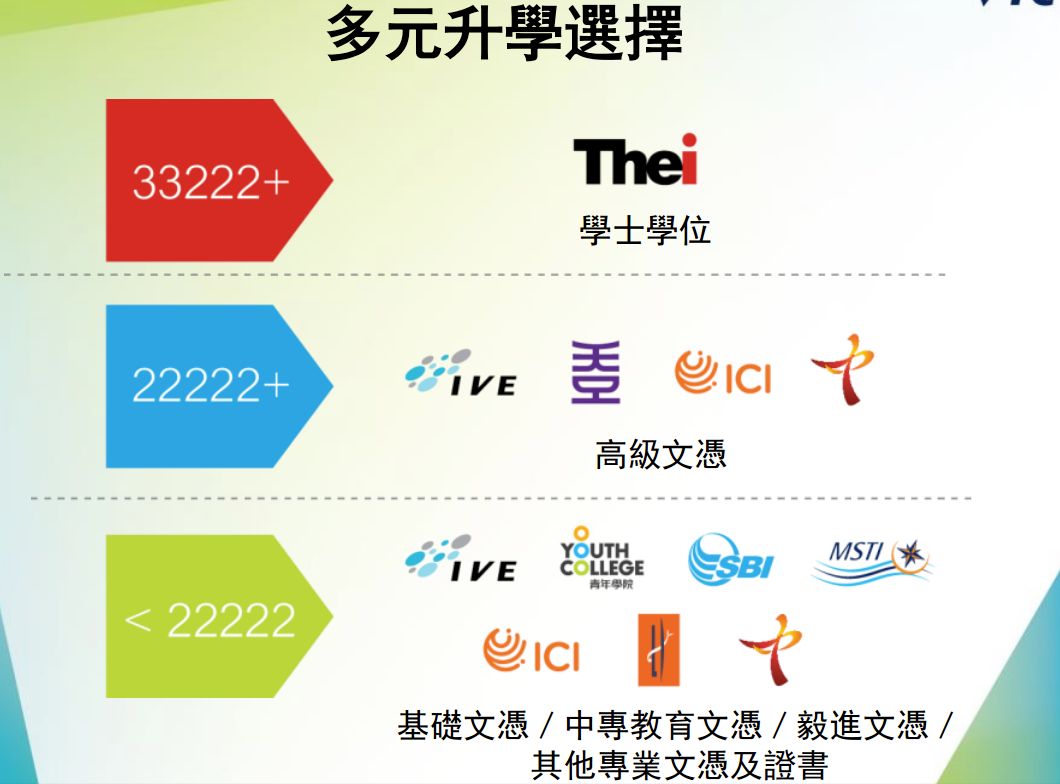 多元升學選擇
33222+
Thei
學士學位
22222+
IVE
ICI
高級文憑
< 22222
IVE
YOUTH
COLLEGE
青年學院
SBI
MSTI
ICI
基礎文憑 / 中專教育文憑 / 毅進文憑 /
其他專業文憑及證書